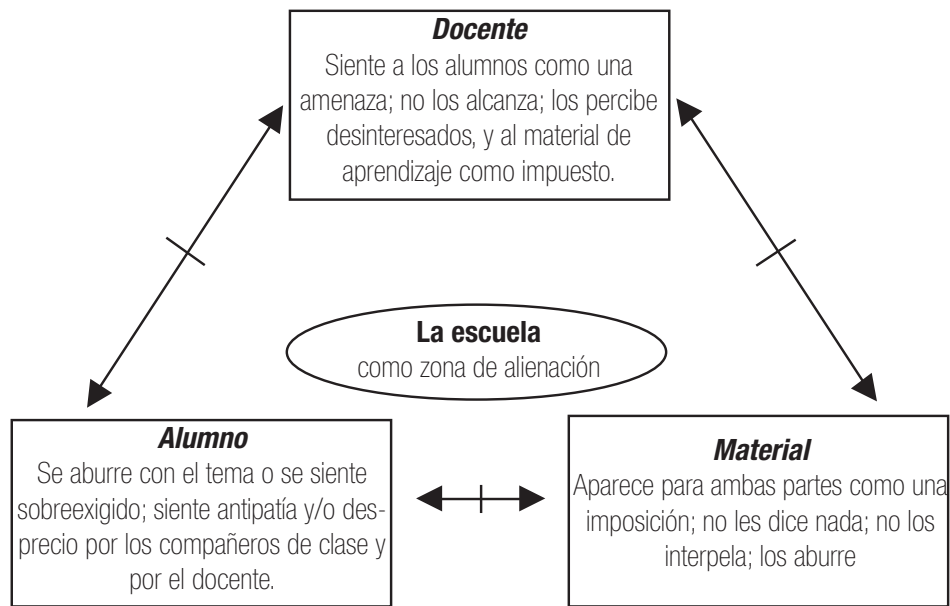 Docente
Siente a los alumnos como una
amenaza; no los alcanza; los percibe
desinteresados, y al material de
aprendizaje como impuesto.
La escuela
como zona de alienación
Alumno
Se aburre con el tema o se siente
sobreexigido; siente antipatía y/o des-
precio por los compañeros de clase y
por el docente.
Material
Aparece para ambas partes como una
imposición; no les dice nada; no los
interpela; los aburre